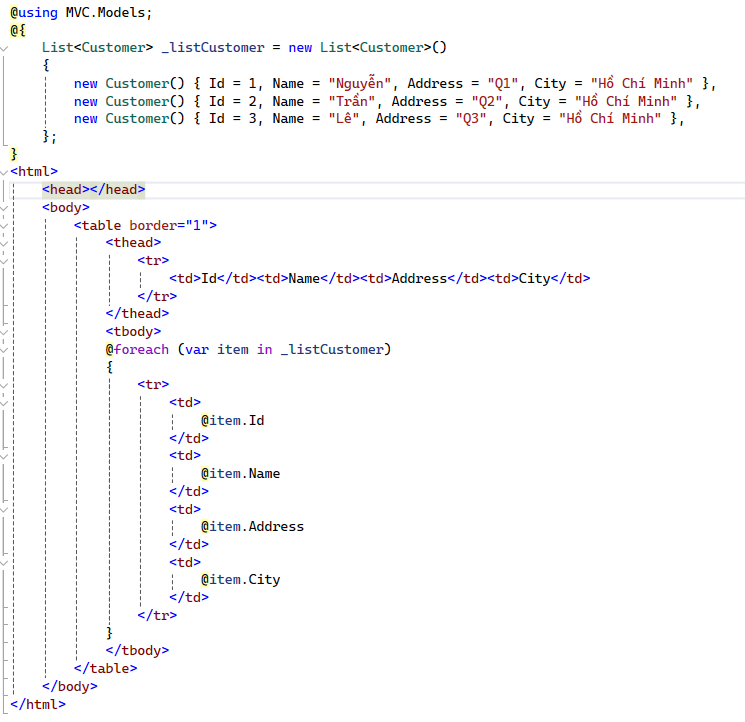 @using MVC.Models;
@{
    List<Customer> _listCustomer = new List<Customer>()
    {
        new Customer() { Id = 1, Name = "Nguyễn", Address = "Q1", City = "Hồ Chí Minh" },
        new Customer() { Id = 2, Name = "Trần", Address = "Q2", City = "Hồ Chí Minh" },
        new Customer() { Id = 3, Name = "Lê", Address = "Q3", City = "Hồ Chí Minh" },
    };
}
<html>
    <head></head>
    <body>
        <table border="1">
            <thead>
                <tr>
                    <td>Id</td><td>Name</td><td>Address</td><td>City</td>
                </tr>
            </thead>
            <tbody>
            @foreach (var item in _listCustomer)
            {
                <tr>
                    <td>
                        @item.Id
                    </td>
                    <td>
                        @item.Name
                    </td>
                    <td>
                        @item.Address
                    </td>
                    <td>
                        @item.City
                    </td>
                </tr>
            }
            </tbody>
        </table>
    </body>
</html>